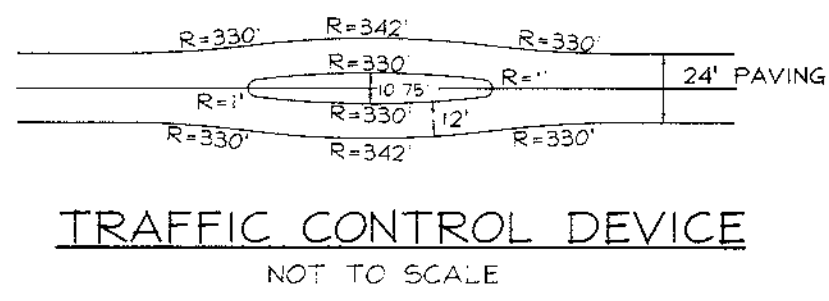 R=342'
R=330'
R=330'
R=330'
R=1'
10.75'
24' PAVING
R=1'
R=330'
12'
R=330'
R=342'
R=330'
TRAFFIC CONTROL DEVICE
NOT TO SCALE